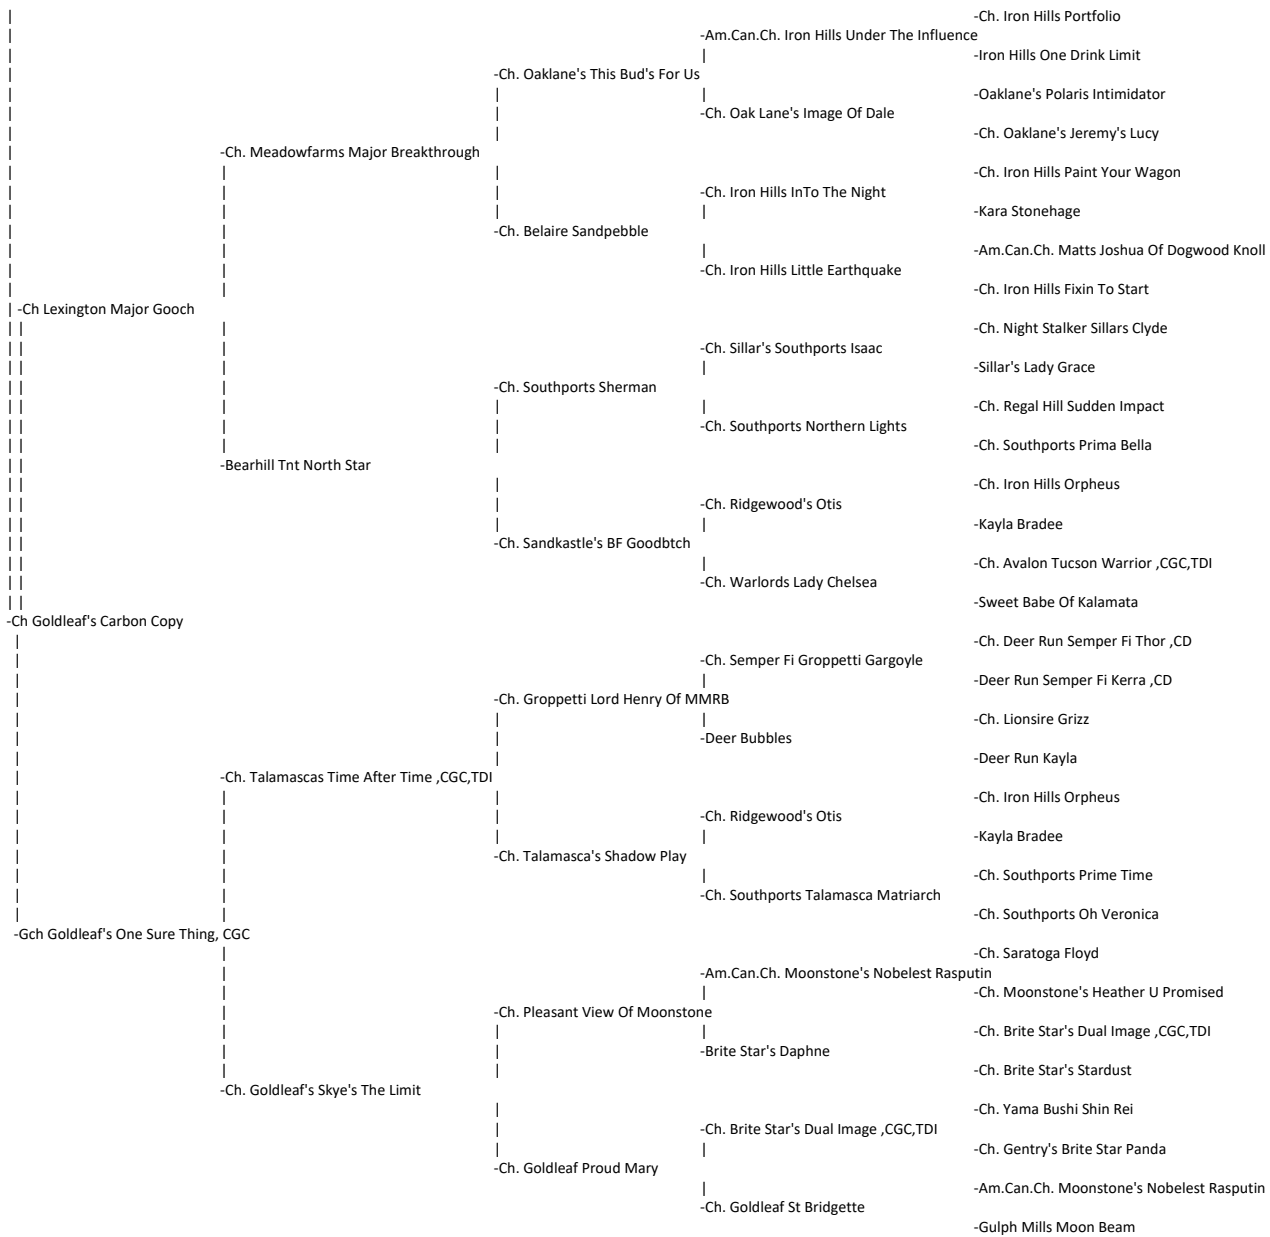 -Ch. Iron Hills Portfolio
-Am.Can.Ch. Iron Hills Under The Influence
-Iron Hills One Drink Limit
-Ch. Oaklane's This Bud's For Us
-Oaklane's Polaris Intimidator
-Ch. Oak Lane's Image Of Dale
-Ch. Oaklane's Jeremy's Lucy
-Ch. Meadowfarms Major Breakthrough
-Ch. Iron Hills Paint Your Wagon
-Ch. Iron Hills InTo The Night
-Kara Stonehage
-Ch. Belaire Sandpebble
-Am.Can.Ch. Matts Joshua Of Dogwood Knoll
-Ch. Iron Hills Little Earthquake
-Ch. Iron Hills Fixin To Start
-Ch Lexington Major Gooch
-Ch. Night Stalker Sillars Clyde
-Ch. Sillar's Southports Isaac
-Sillar's Lady Grace
-Ch. Southports Sherman
-Ch. Regal Hill Sudden Impact
-Ch. Southports Northern Lights
-Ch. Southports Prima Bella
-Bearhill Tnt North Star
-Ch. Iron Hills Orpheus
-Ch. Ridgewood's Otis
-Kayla Bradee
-Ch. Sandkastle's BF Goodbtch
-Ch. Avalon Tucson Warrior ,CGC,TDI
-Ch. Warlords Lady Chelsea
-Sweet Babe Of Kalamata
-Ch Goldleaf's Carbon Copy
-Ch. Deer Run Semper Fi Thor ,CD
-Ch. Semper Fi Groppetti Gargoyle
-Deer Run Semper Fi Kerra ,CD
-Ch. Groppetti Lord Henry Of MMRB
-Ch. Lionsire Grizz
-Deer Bubbles
-Deer Run Kayla
-Ch. Talamascas Time After Time ,CGC,TDI
-Ch. Iron Hills Orpheus
-Ch. Ridgewood's Otis
-Kayla Bradee
-Ch. Talamasca's Shadow Play
-Ch. Southports Prime Time
-Ch. Southports Talamasca Matriarch
-Ch. Southports Oh Veronica
-Gch Goldleaf's One Sure Thing, CGC
-Ch. Saratoga Floyd
-Am.Can.Ch. Moonstone's Nobelest Rasputin
-Ch. Moonstone's Heather U Promised
-Ch. Pleasant View Of Moonstone
-Ch. Brite Star's Dual Image ,CGC,TDI
-Brite Star's Daphne
-Ch. Brite Star's Stardust
-Ch. Goldleaf's Skye's The Limit
-Ch. Yama Bushi Shin Rei
-Ch. Brite Star's Dual Image ,CGC,TDI
-Ch. Gentry's Brite Star Panda
-Ch. Goldleaf Proud Mary
-Am.Can.Ch. Moonstone's Nobelest Rasputin
-Ch. Goldleaf St Bridgette
-Gulph Mills Moon Beam